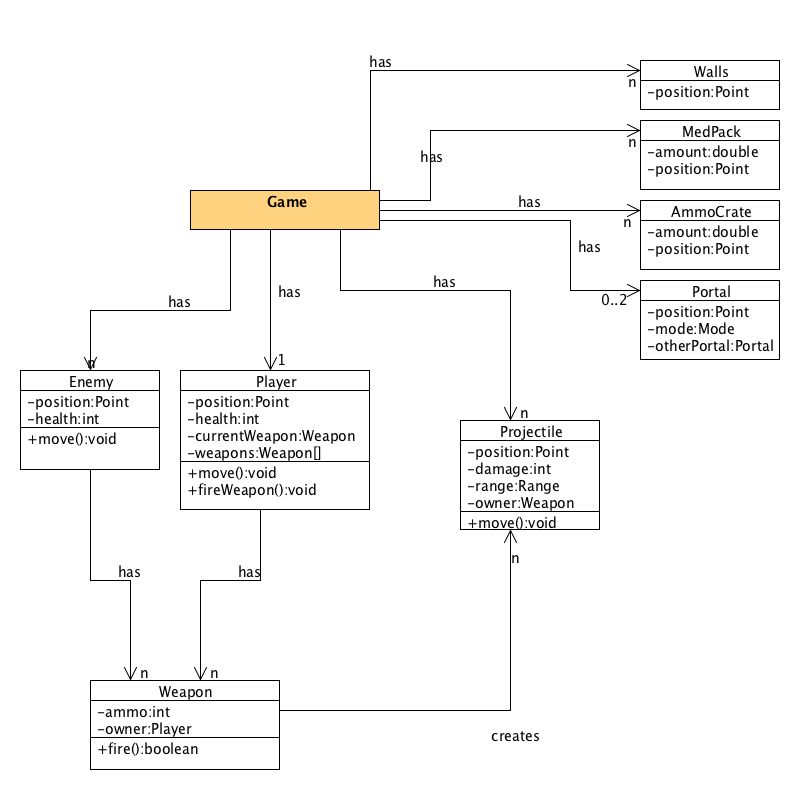 has
Walls
n
-position:Point
MedPack
n
has
-amount:double
-position:Point
Game
has
AmmoCrate
n
-amount:double
-position:Point
has
has
Portal
0..2
-position:Point
-mode:Mode
-otherPortal:Portal
has
has
n
1
Enemy
-position:Point
-health:int
+move():void
Player
-position:Point
-health:int
-currentWeapon:Weapon
-weapons:Weapon[]
+move():void
+fireWeapon():void
n
Projectile
-position:Point
-damage:int
-range:Range
-owner:Weapon
+move():void
n
has
has
n
n
Weapon
-ammo:int
-owner:Player
+fire():boolean
creates